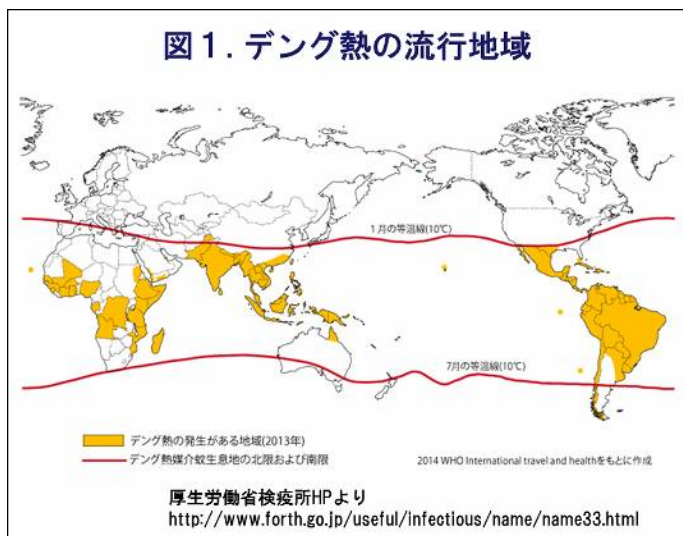 図１．デング熱の流行地域
1月の等温線(10℃)
7月の等温線(10℃)
デング熱の発生がある地域(2013年)
デング熱媒介蚊生息地の北限および南限
2014 WHO International travel and healthをもとに作成
厚生労働省検疫所HPより
http://www.forth.go.jp/useful/infectious/name/name33.html